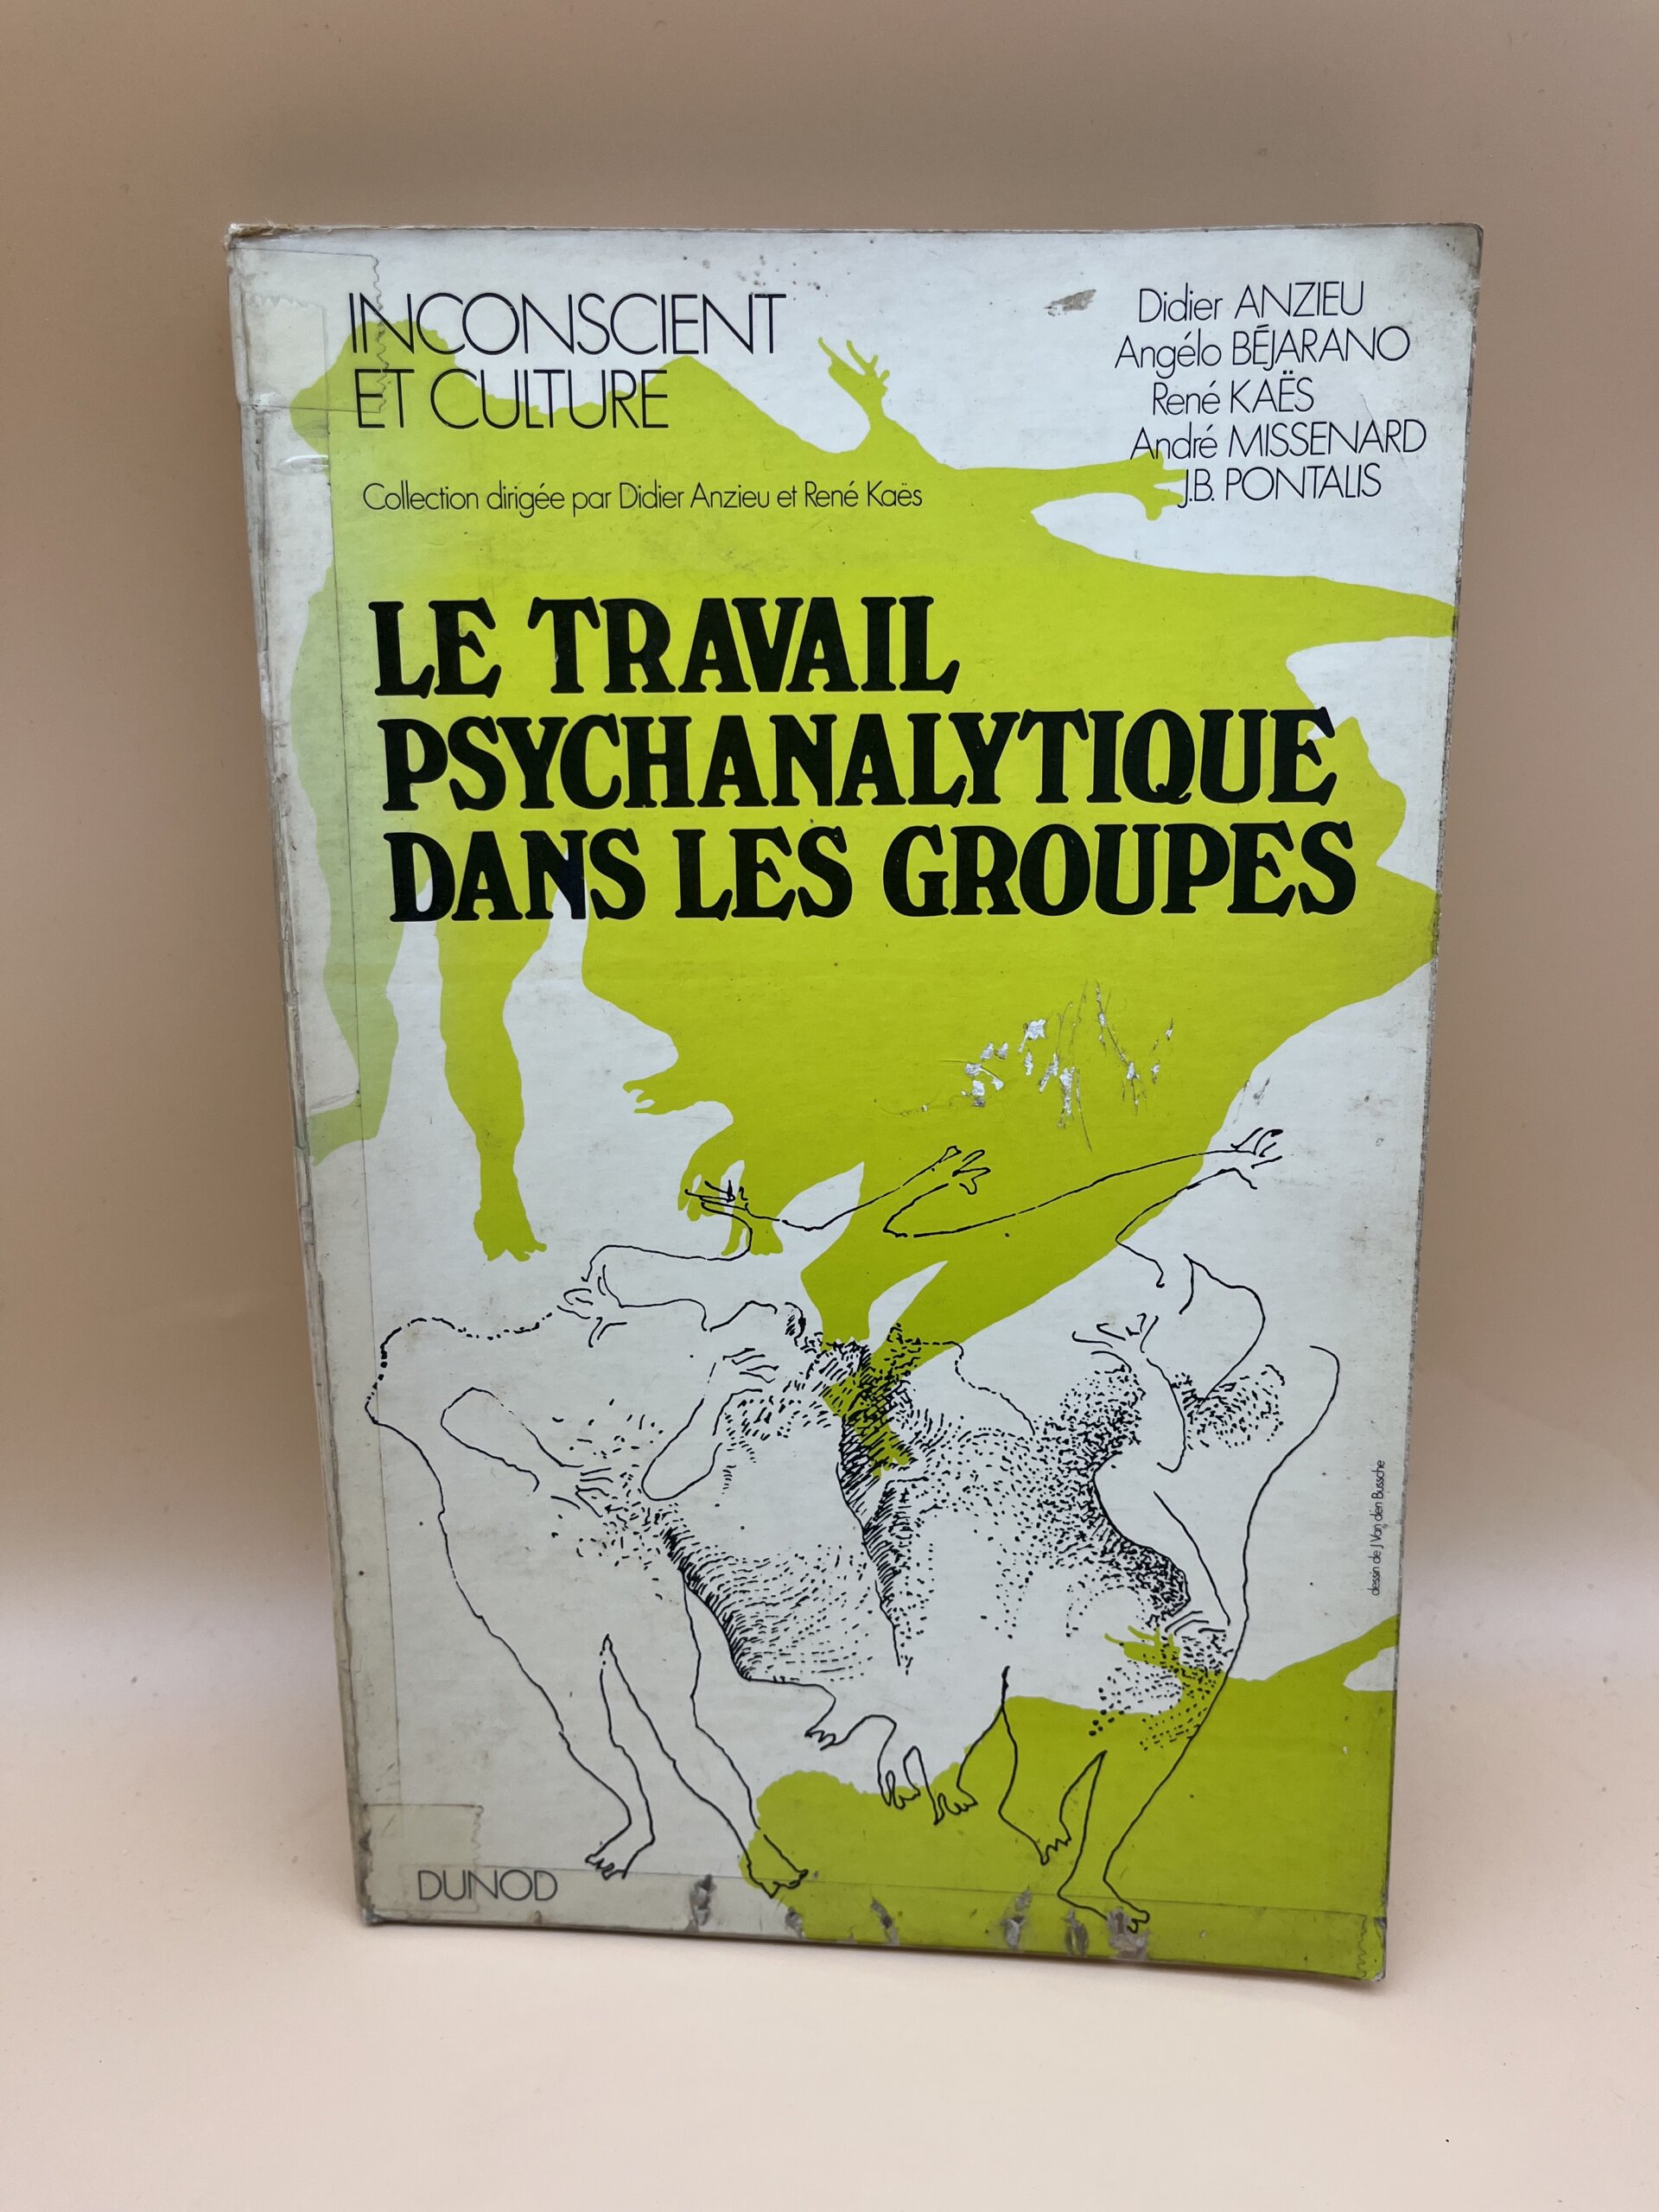 INCONSCIENT
ET CULTURE
Collection dirigée par Didier Anzieu et René Kaës
Didier ANZIEU
Angélo BÉJARANO
René KAËS
André MISSENARD
J.B. PONTALIS
LE TRAVAIL
PSYCHANALYTIQUE
DANS LES GROUPES
dessin de J. Van den Bussche
DUNOD